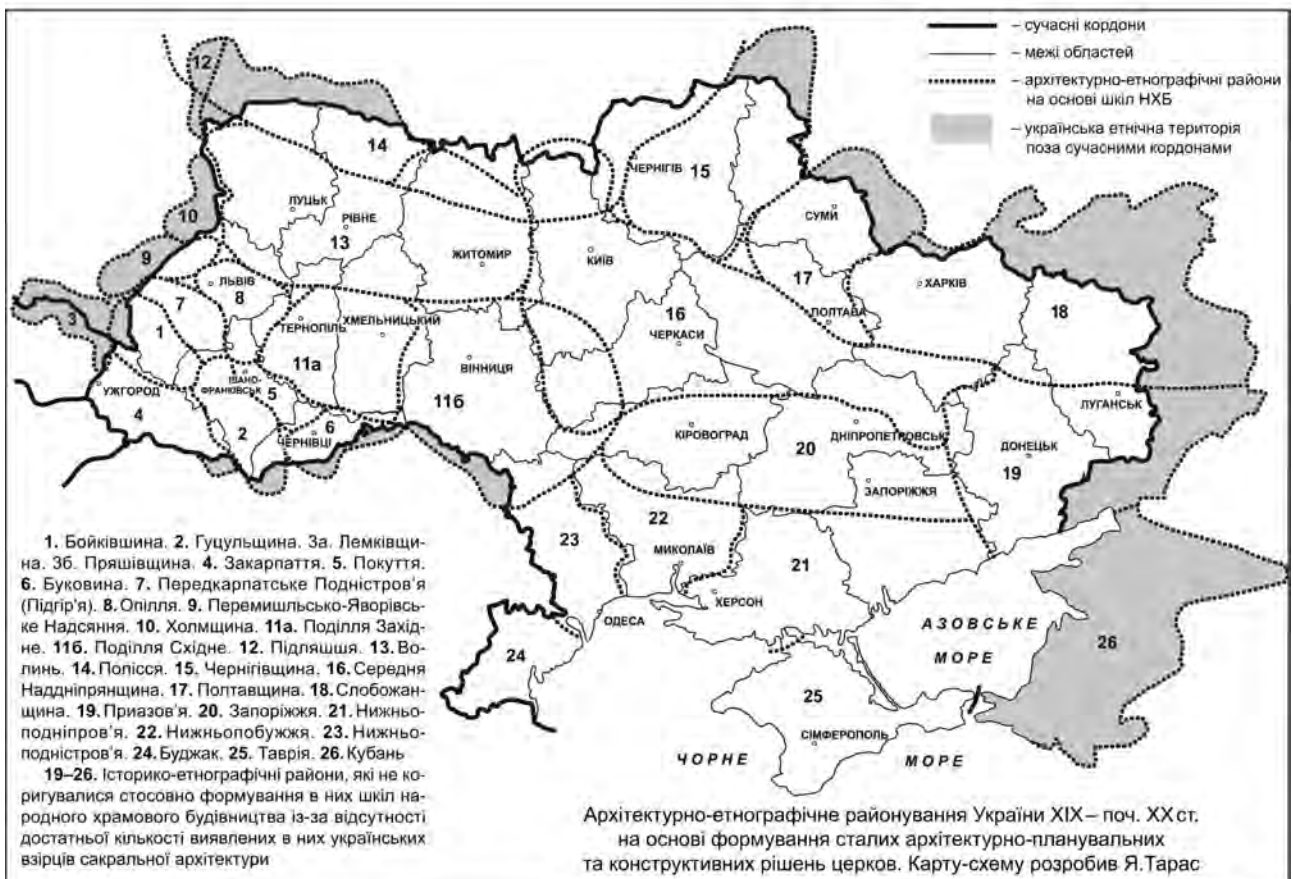 – сучасні кордони
– межі областей
– архітектурно-етнографічні райони
на основі шкіл НХБ
– українська етнічна територія
поза сучасними кордонами
12
14
ЧЕРНІГІВ
15
ЛУЦЬК
РІВНЕ
13
10
СУМИ
9
ЖИТОМИР
КИЇВ
17
ХАРКІВ
ЛЬВІВ
8
7
3
1
ТЕРНОПІЛЬ
ХМЕЛЬНИЦЬКИЙ
16
ЧЕРКАСИ
ПОЛТАВА
18
11а
ВІННИЦЯ
ІВАНО-
ФРАНКІВСЬК
5
УЖГОРОД
4
11б
ЛУГАНСЬК
2
6
ЧЕРНІВЦІ
КІРОВОГРАД
20
ДНІПРОПЕТРОВСЬК
ДОНЕЦЬК
19
ЗАПОРІЖЖЯ
23
22
МИКОЛАЇВ
21
ХЕРСОН
ОДЕСА
АЗОВСЬКЕ
МОРЕ
26
24
25
СІМФЕРОПОЛЬ
ЧОРНЕ
МОРЕ
1. Бойківшина. 2. Гуцульщина. 3а. Лемківщи-
на. 3б. Пряшівщина. 4. Закарпаття. 5. Покуття.
6. Буковина. 7. Передкарпатське Подністров'я
(Підгір'я). 8. Опілля. 9. Перемишльсько-Яворівсь-
ке Надсяння. 10. Холмщина. 11а. Поділля Захід-
не. 11б. Поділля Східне. 12. Підляшшя. 13. Во-
линь. 14. Полісся. 15. Чернігівщина. 16. Середня
Наддніпрянщина. 17. Полтавщина. 18. Слобожан-
щина. 19. Приазов'я. 20. Запоріжжя. 21. Нижньо-
подніпров'я. 22. Нижньопобужжя. 23. Нижньо-
подністров'я. 24. Буджак. 25. Таврія. 26. Кубань
19–26. Історико-етнографічні райони, які не ко-
ригувалися стосовно формування в них шкіл на-
родного храмового будівництва із-за відсутності
достатньої кількості виявлених в них українських
взірців сакральної архітектури
Архітектурно-етнографічне районування України XIX – поч. XX ст.
на основі формування сталих архітектурно-планувальних
та конструктивних рішень церков. Карту-схему розробив Я.Тарас